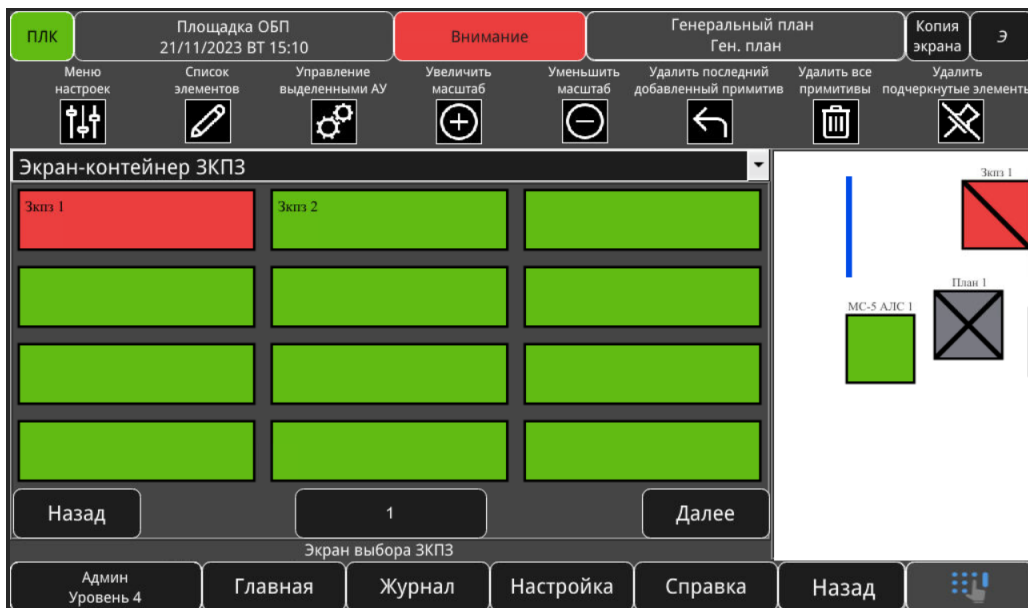 ПЛК
Площадка ОБП
21/11/2023 ВТ 15:10
Внимание
Генеральный план
Ген. план
Копия
экрана
Э
Меню
настроек
Список
элементов
Управление
выделенными АУ
Увеличить
масштаб
Уменьшить
масштаб
Удалить последний
добавленный примитив
Удалить все
примитивы
Удалить
подчеркнутые элементы
Экран-контейнер ЗКПЗ
Зкпз 1
Зкпз 2
Зкпз 1
План 1
МС-5 АЛС 1
Назад
1
Далее
Экран выбора ЗКПЗ
Админ
Уровень 4
Главная
Журнал
Настройка
Справка
Назад